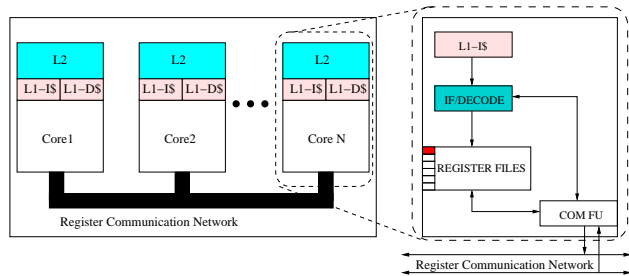 L2
L2
L2
L1-I$ L1-D$
L1-I$ L1-D$
L1-I$ L1-D$
Core1
Core2
Core N
Register Communication Network
L1-I$
IF/DECODE
REGISTER FILES
COM FU
Register Communication Network